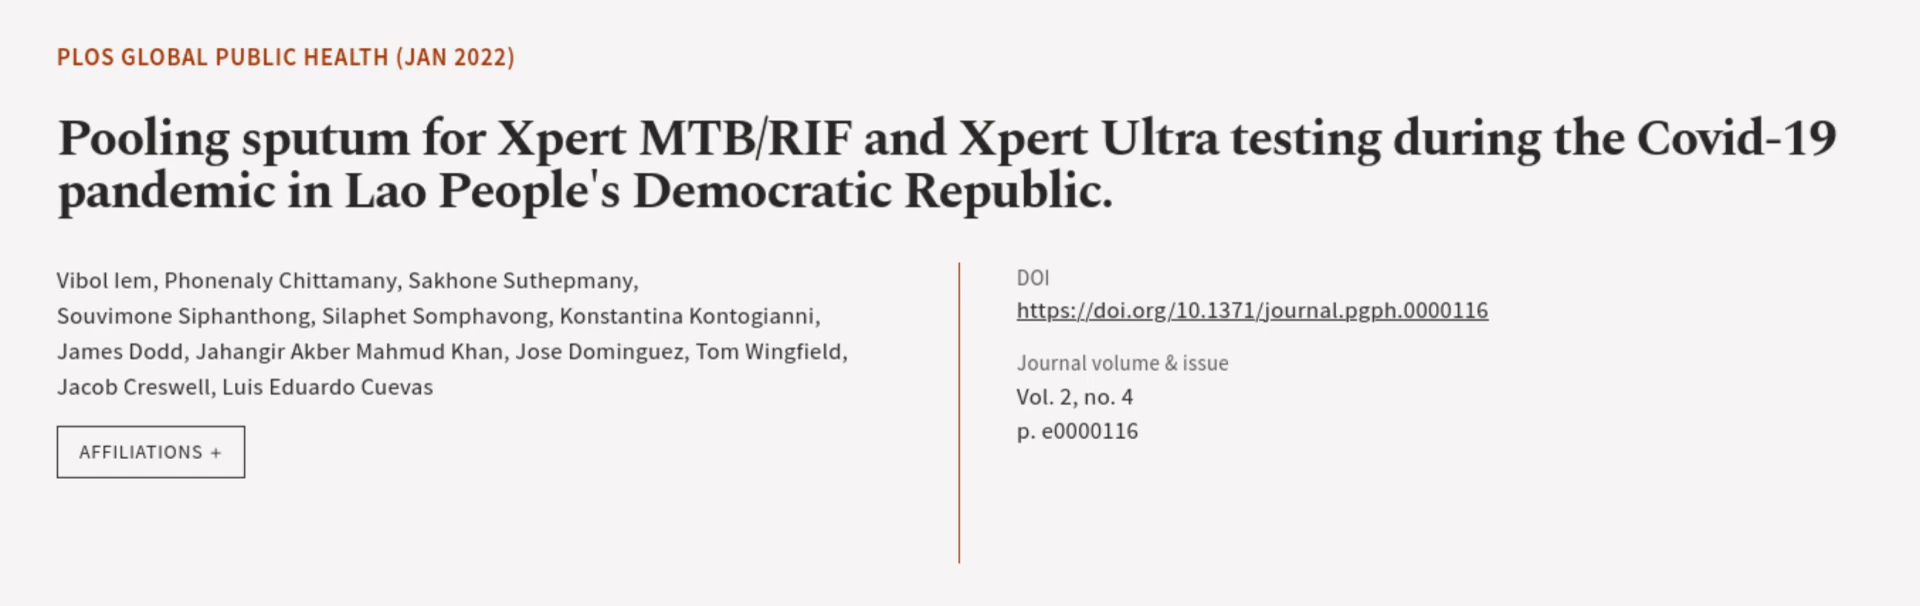 PLOS GLOBAL PUBLIC HEALTH (JAN 2022)
Pooling sputum for Xpert MTB/RIF and Xpert Ultra testing during the Covid-19
pandemic in Lao People's Democratic Republic.
Vibol Iem, Phonenaly Chittamany, Sakhone Suthepmany,
Souvimone Siphanthong, Silaphet Somphavong, Konstantina Kontogianni,
James Dodd, Jahangir Akber Mahmud Khan, Jose Dominguez, Tom Wingfield,
Jacob Creswell, Luis Eduardo Cuevas
AFFILIATIONS +
DOI
https://doi.org/10.1371/journal.pgph.0000116
Journal volume & issue
Vol. 2, no. 4
p. e0000116